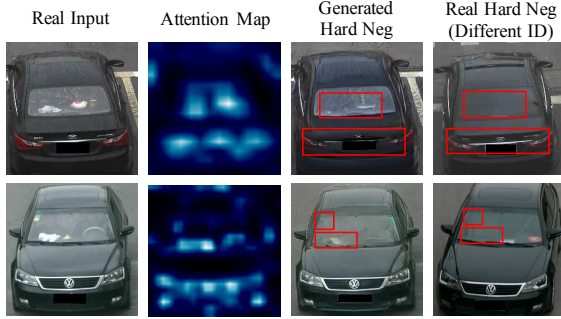 Real Input
Attention Map
Generated
Hard Neg
Real Hard Neg
(Different ID)